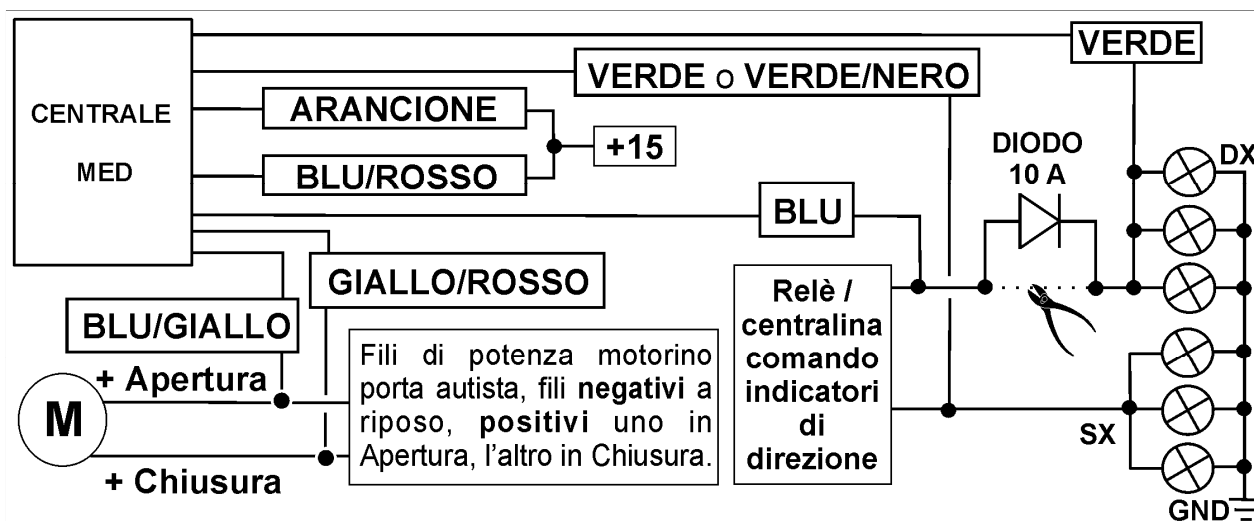 VERDE
VERDE o VERDE/NERO
CENTRALE
MED
ARANCIONE
+15
BLU/ROSSO
DIODO
10 A
DX
BLU
GIALLO/ROSSO
BLU/GIALLO
Relè /
centralina
comando
indicatori
di
direzione
+ Apertura
M
+ Chiusura
Fili di potenza motorino
porta autista, fili negativi a
riposo, positivi uno in
Apertura, l'altro in Chiusura.
SX
GND